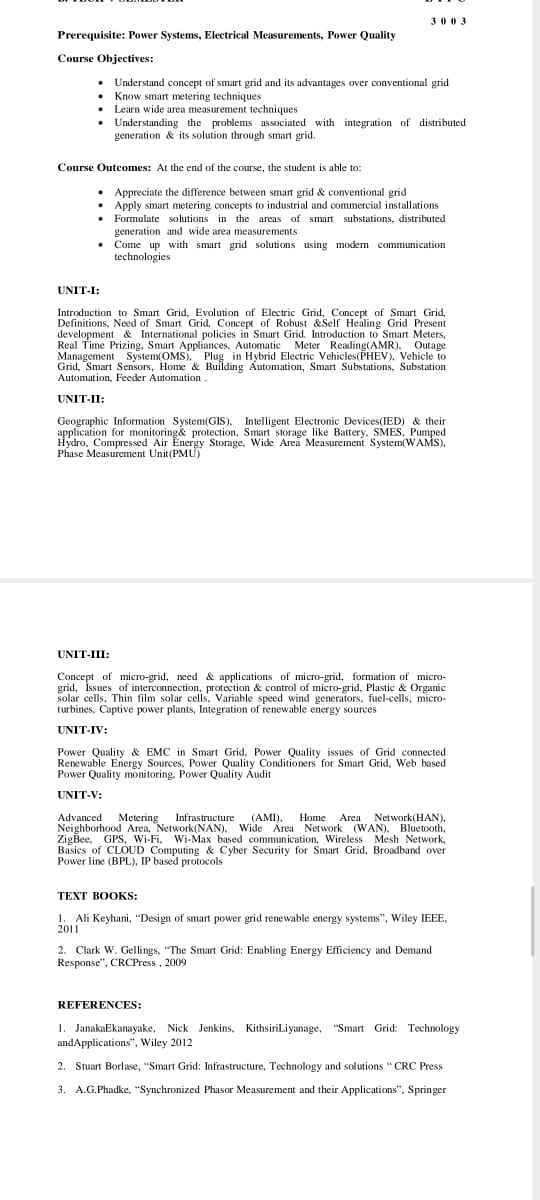 3 0 0 3
Prerequisite: Power Systems, Electrical Measurements, Power Quality
Course Objectives:
• Understand concept of smart grid and its advantages over conventional grid
• Know smart metering techniques
• Learn wide area measurement techniques
• Understanding the problems associated with integration of distributed
generation & its solution through smart grid.
Course Outcomes: At the end of the course, the student is able to:
• Appreciate the difference between smart grid & conventional grid
• Apply smart metering concepts to industrial and commercial installations
• Formulate solutions in the areas of smart substations, distributed
generation and wide area measurements
• Come up with smart grid solutions using modern communication
technologies
UNIT-I:
Introduction to Smart Grid, Evolution of Electric Grid, Concept of Smart Grid,
Definitions, Need of Smart Grid, Concept of Robust &Self Healing Grid Present
development & International policies in Smart Grid. Introduction to Smart Meters,
Real Time Prizing, Smart Appliances, Automatic Meter Reading(AMR), Outage
Management System(OMS), Plug in Hybrid Electric Vehicles(PHEV), Vehicle to
Grid, Smart Sensors, Home & Building Automation, Smart Substations, Substation
Automation, Feeder Automation .
UNIT-II:
Geographic Information System(GIS), Intelligent Electronic Devices(IED) & their
application for monitoring& protection, Smart storage like Battery, SMES, Pumped
Hydro, Compressed Air Energy Storage, Wide Area Measurement System(WAMS),
Phase Measurement Unit(PMU)
UNIT-III:
Concept of micro-grid, need & applications of micro-grid, formation of micro-
grid, Issues of interconnection, protection & control of micro-grid, Plastic & Organic
solar cells, Thin film solar cells, Variable speed wind generators, fuel-cells, micro-
turbines, Captive power plants, Integration of renewable energy sources
UNIT-IV:
Power Quality & EMC in Smart Grid, Power Quality issues of Grid connected
Renewable Energy Sources, Power Quality Conditioners for Smart Grid, Web based
Power Quality monitoring, Power Quality Audit
UNIT-V:
Advanced Metering Infrastructure (AMI), Home Area Network(HAN),
Neighborhood Area, Network(NAN), Wide Area Network (WAN), Bluetooth,
ZigBee, GPS, Wi-Fi, Wi-Max based communication, Wireless Mesh Network,
Basics of CLOUD Computing & Cyber Security for Smart Grid, Broadband over
Power line (BPL), IP based protocols
TEXT BOOKS:
1. Ali Keyhani, “Design of smart power grid renewable energy systems”, Wiley IEEE,
2011
2. Clark W. Gellings, “The Smart Grid: Enabling Energy Efficiency and Demand
Response”, CRCPress , 2009
REFERENCES:
1. JanakaEkanayake, Nick Jenkins, KithsiriLiyanage, “Smart Grid: Technology
andApplications”, Wiley 2012
2. Stuart Borlase, “Smart Grid: Infrastructure, Technology and solutions “ CRC Press
3. A.G.Phadke, “Synchronized Phasor Measurement and their Applications”, Springer